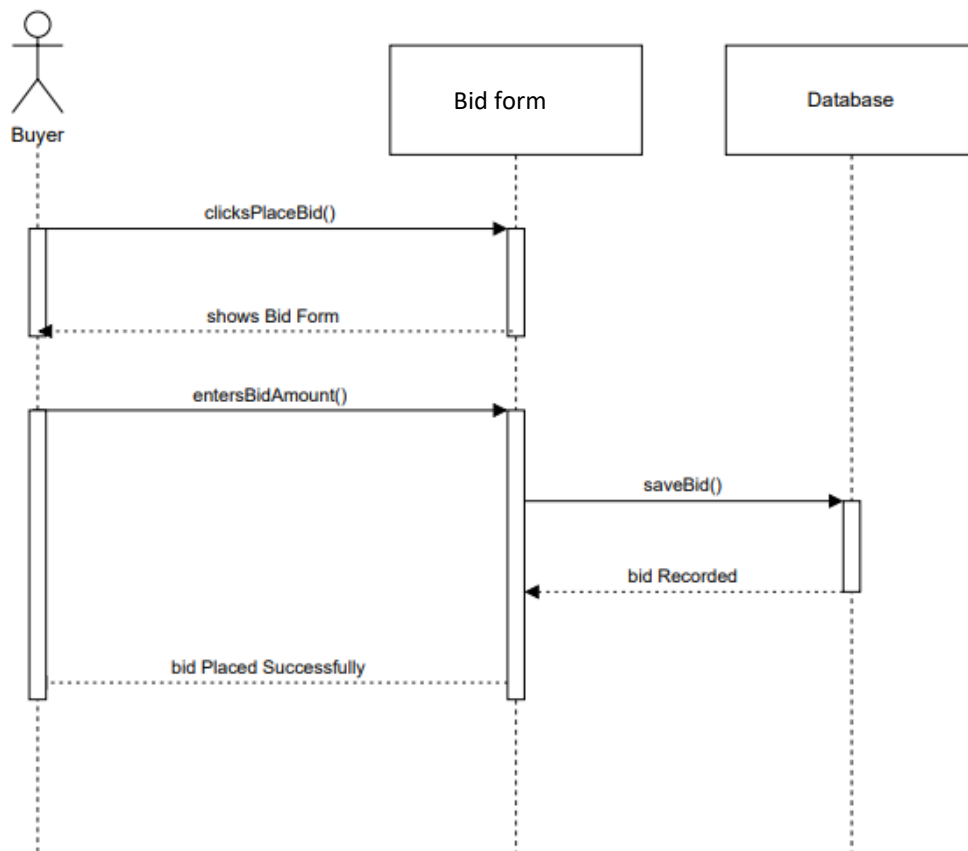 Buyer
Bid form
Database
clicksPlaceBid()
shows Bid Form
entersBidAmount()
saveBid()
bid Recorded
bid Placed Successfully